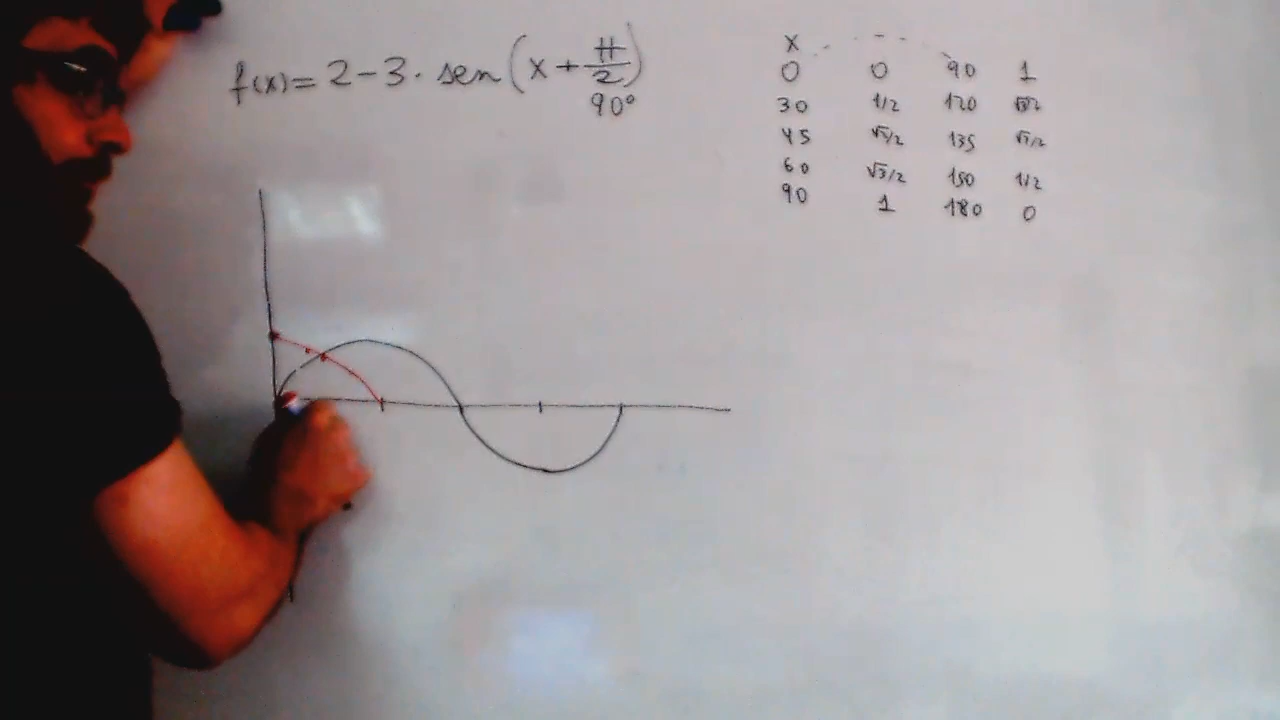 f(x) = 2 - 3 · sen (x + π/2)
90°
x
0 0 90 1
30 1/2 120 √3/2
45 √2/2 135 √2/2
60 √3/2 150 1/2
90 1 180 0